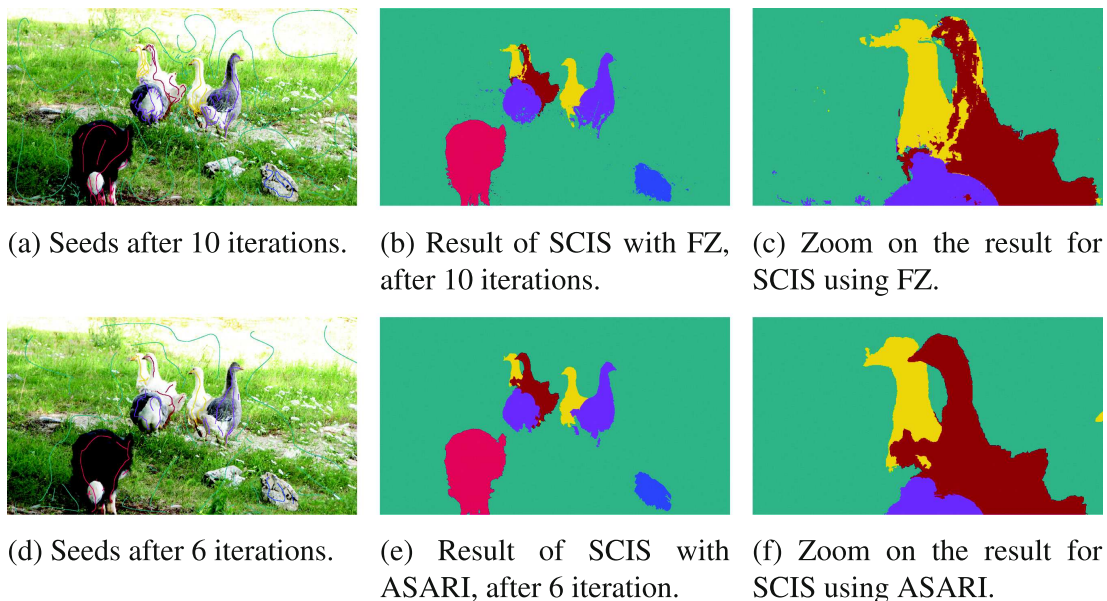 (a) Seeds after 10 iterations.
(b) Result of SCIS with FZ,
after 10 iterations.
(c) Zoom on the result for
SCIS using FZ.
(d) Seeds after 6 iterations.
(e) Result of SCIS with
ASARI, after 6 iteration.
(f) Zoom on the result for
SCIS using ASARI.